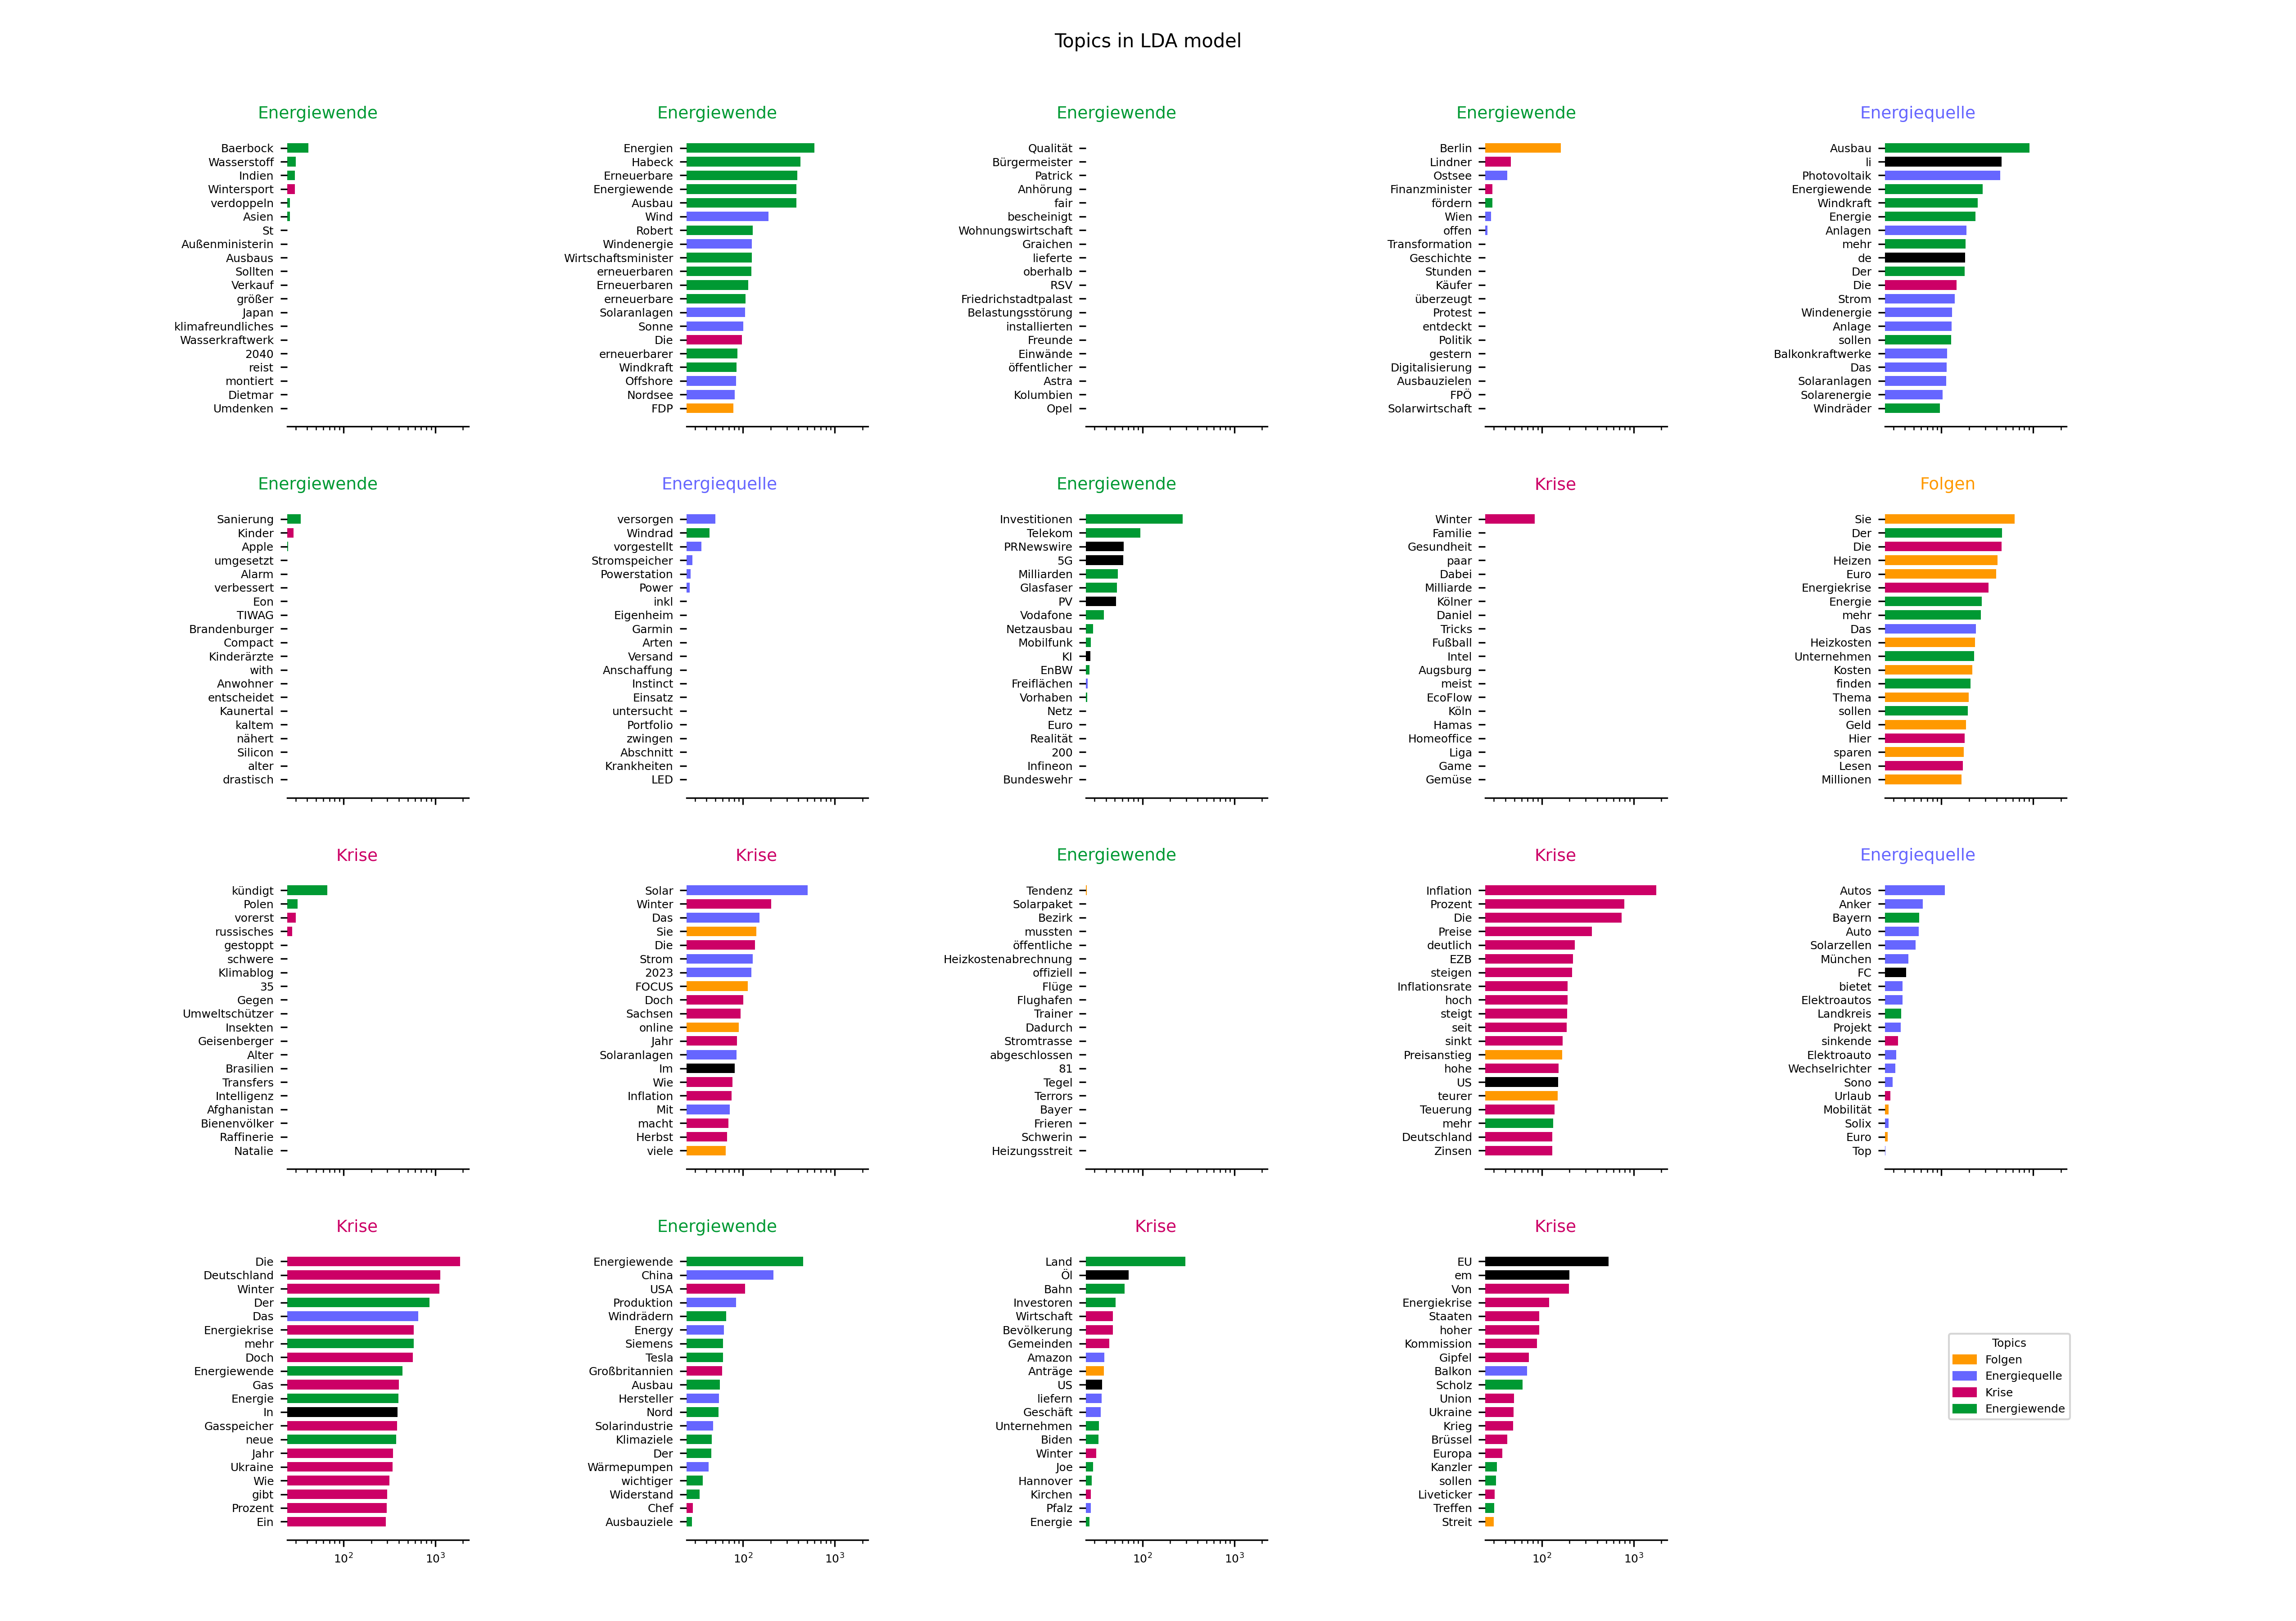 Topics in LDA model
Energiewende
Baerbock
Wasserstoff
Indien
Wintersport
verdoppeln
Asien
St
Außenministerin
Ausbaus
Sollten
Verkauf
größer
Japan
klimafreundliches
Wasserkraftwerk
2040
reist
montiert
Dietmar
Umdenken
Energiewende
Energien
Habeck
Erneuerbare
Energiewende
Ausbau
Wind
Robert
Windenergie
Wirtschaftsminister
erneuerbaren
Erneuerbaren
erneuerbare
Solaranlagen
Sonne
Die
erneuerbarer
Windkraft
Offshore
Nordsee
FDP
Energiewende
Qualität
Bürgermeister
Patrick
Anhörung
fair
bescheinigt
Wohnungswirtschaft
Graichen
lieferte
oberhalb
RSV
Friedrichstadtpalast
Belastungsstörung
installierten
Freunde
Einwände
öffentlicher
Astra
Kolumbien
Opel
Energiewende
Berlin
Lindner
Ostsee
Finanzminister
fördern
Wien
offen
Transformation
Geschichte
Stunden
Käufer
überzeugt
Protest
entdeckt
Politik
gestern
Digitalisierung
Ausbauzielen
FPÖ
Solarwirtschaft
Energiequelle
Ausbau
li
Photovoltaik
Energiewende
Windkraft
Energie
Anlagen
mehr
de
Der
Die
Strom
Windenergie
Anlage
sollen
Balkonkraftwerke
Das
Solaranlagen
Solarenergie
Windräder
Energiewende
Sanierung
Kinder
Apple
umgesetzt
Alarm
verbessert
Eon
TIWAG
Brandenburger
Compact
Kinderärzte
with
Anwohner
entscheidet
Kaunertal
kaltem
nähert
Silicon
alter
drastisch
Energiequelle
versorgen
Windrad
vorgestellt
Stromspeicher
Powerstation
Power
inkl
Eigenheim
Garmin
Arten
Versand
Anschaffung
Instinct
Einsatz
untersucht
Portfolio
zwingen
Abschnitt
Krankheiten
LED
Energiewende
Investitionen
Telekom
PRNewswire
5G
Milliarden
Glasfaser
PV
Vodafone
Netzausbau
Mobilfunk
KI
EnBW
Freiflächen
Vorhaben
Netz
Euro
Realität
200
Infineon
Bundeswehr
Krise
Winter
Familie
Gesundheit
paar
Dabei
Milliarde
Kölner
Daniel
Tricks
Fußball
Intel
Augsburg
meist
EcoFlow
Köln
Hamas
Homeoffice
Liga
Game
Gemüse
Folgen
Sie
Der
Die
Heizen
Euro
Energiekrise
Energie
mehr
Das
Heizkosten
Unternehmen
Kosten
finden
Thema
sollen
Geld
Hier
sparen
Lesen
Millionen
Krise
kündigt
Polen
vorerst
russisches
gestoppt
schwere
Klimablog
35
Gegen
Umweltschützer
Insekten
Geisenberger
Alter
Brasilien
Transfers
Intelligenz
Afghanistan
Bienenvölker
Raffinerie
Natalie
Krise
Solar
Winter
Das
Sie
Die
Strom
2023
FOCUS
Doch
Sachsen
online
Jahr
Solaranlagen
Im
Wie
Inflation
Mit
macht
Herbst
viele
Energiewende
Tendenz
Solarpaket
Bezirk
mussten
öffentliche
Heizkostenabrechnung
offiziell
Flüge
Flughafen
Trainer
Dadurch
Stromtrasse
abgeschlossen
81
Tegel
Terrors
Bayer
Frieren
Schwerin
Heizungsstreit
Krise
Inflation
Prozent
Die
Preise
deutlich
EZB
steigen
Inflationsrate
hoch
steigt
seit
sinkt
Preisanstieg
hohe
US
teurer
Teuerung
mehr
Deutschland
Zinsen
Energiequelle
Autos
Anker
Bayern
Auto
Solarzellen
München
FC
bietet
Elektroautos
Landkreis
Projekt
sinkende
Elektroauto
Wechselrichter
Sono
Urlaub
Mobilität
Solix
Euro
Top
Krise
Die
Deutschland
Winter
Der
Das
Energiekrise
mehr
Doch
Energiewende
Gas
Energie
In
Gasspeicher
neue
Jahr
Ukraine
Wie
gibt
Prozent
Ein
10² 10³
Energiewende
Energiewende
China
USA
Produktion
Windrädern
Energy
Siemens
Tesla
Großbritannien
Ausbau
Hersteller
Nord
Solarindustrie
Klimaziele
Der
Wärmepumpen
wichtiger
Widerstand
Chef
Ausbauziele
10² 10³
Krise
Land
Öl
Bahn
Investoren
Wirtschaft
Bevölkerung
Gemeinden
Amazon
Anträge
US
liefern
Geschäft
Unternehmen
Biden
Winter
Joe
Hannover
Kirchen
Pfalz
Energie
10² 10³
Krise
EU
em
Von
Energiekrise
Staaten
hoher
Kommission
Gipfel
Balkon
Scholz
Union
Ukraine
Krieg
Brüssel
Europa
Kanzler
sollen
Liveticker
Treffen
Streit
10² 10³
Topics
Folgen
Energiequelle
Krise
Energiewende